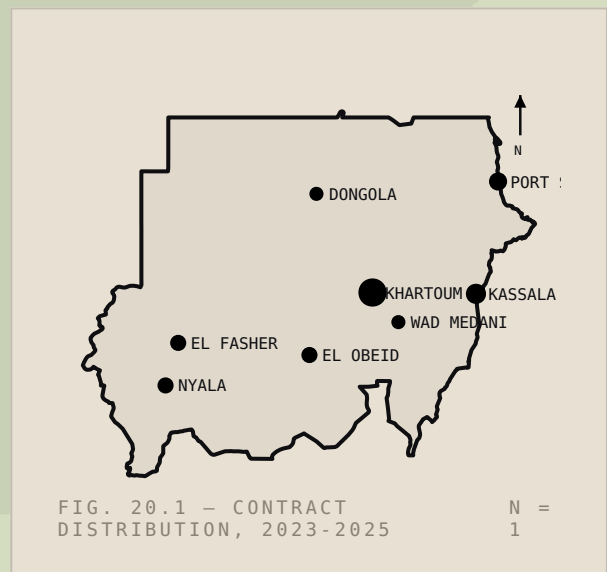 N
PORT
DONGOLA
KHARTOUM
KASSALA
WAD MEDANI
EL FASHER
EL OBEID
NYALA
FIG. 20.1 — CONTRACT
DISTRIBUTION, 2023-2025
N =
1